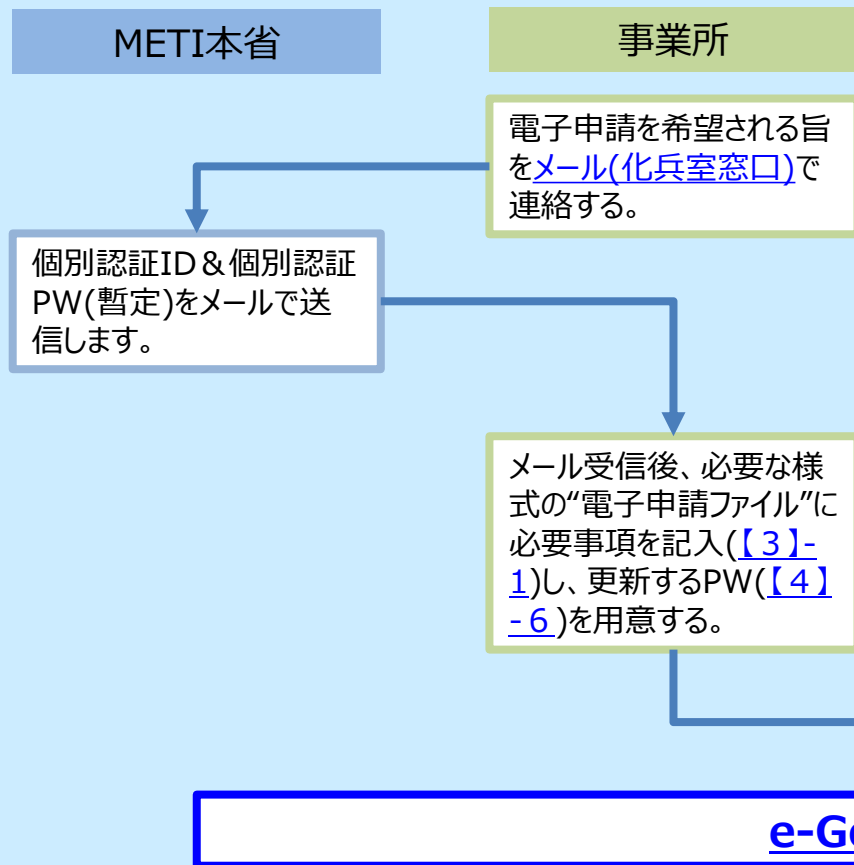 METI本省
事業所
電子申請を希望される旨
をメール(化兵室窓口)で
連絡する。
個別認証ID＆個別認証
PW(暫定)をメールで送
信します。
メール受信後、必要な様
式の“電子申請ファイル”に
必要事項を記入(【３】-
1)し、更新するPW(【４】
-６)を用意する。
e-G